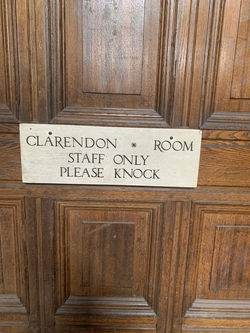 CLARENDON * ROOM
STAFF ONLY
PLEASE KNOCK